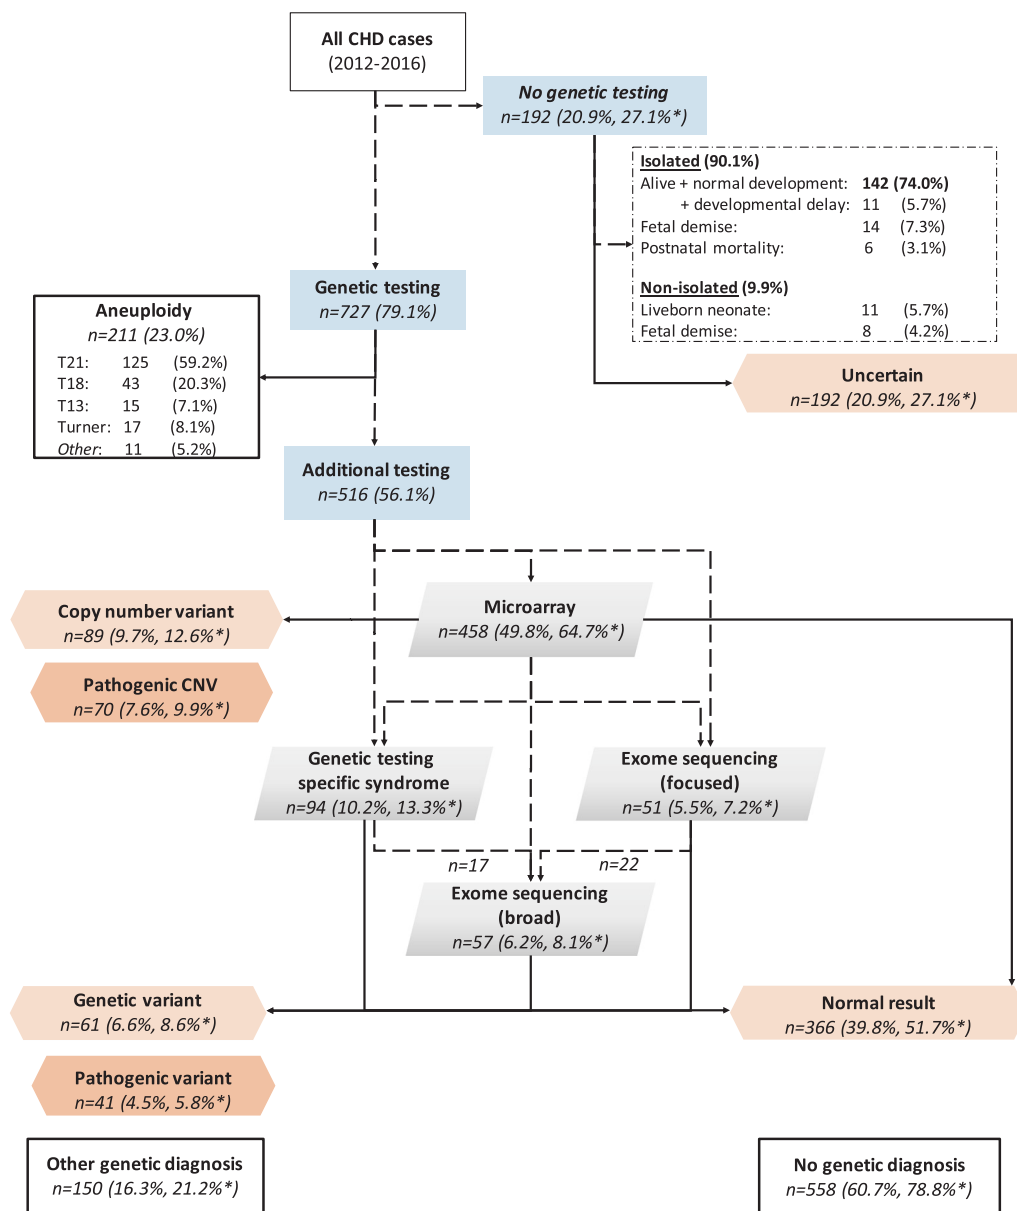 All CHD cases
(2012-2016)
No genetic testing
n=192 (20.9%, 27.1%*)
Isolated (90.1%)
Alive + normal development: 142 (74.0%)
+ developmental delay: 11 (5.7%)
Fetal demise: 14 (7.3%)
Postnatal mortality: 6 (3.1%)
Non-isolated (9.9%)
Liveborn neonate: 11 (5.7%)
Fetal demise: 8 (4.2%)
Genetic testing
n=727 (79.1%)
Aneuploidy
n=211 (23.0%)
T21: 125 (59.2%)
T18: 43 (20.3%)
T13: 15 (7.1%)
Turner: 17 (8.1%)
Other: 11 (5.2%)
Uncertain
n=192 (20.9%, 27.1%*)
Additional testing
n=516 (56.1%)
Microarray
n=458 (49.8%, 64.7%*)
Copy number variant
n=89 (9.7%, 12.6%*)
Pathogenic CNV
n=70 (7.6%, 9.9%*)
Genetic testing
specific syndrome
n=94 (10.2%, 13.3%*)
Exome sequencing
(focused)
n=51 (5.5%, 7.2%*)
n=17
n=22
Exome sequencing
(broad)
n=57 (6.2%, 8.1%*)
Genetic variant
n=61 (6.6%, 8.6%*)
Normal result
n=366 (39.8%, 51.7%*)
Pathogenic variant
n=41 (4.5%, 5.8%*)
Other genetic diagnosis
n=150 (16.3%, 21.2%*)
No genetic diagnosis
n=558 (60.7%, 78.8%*)